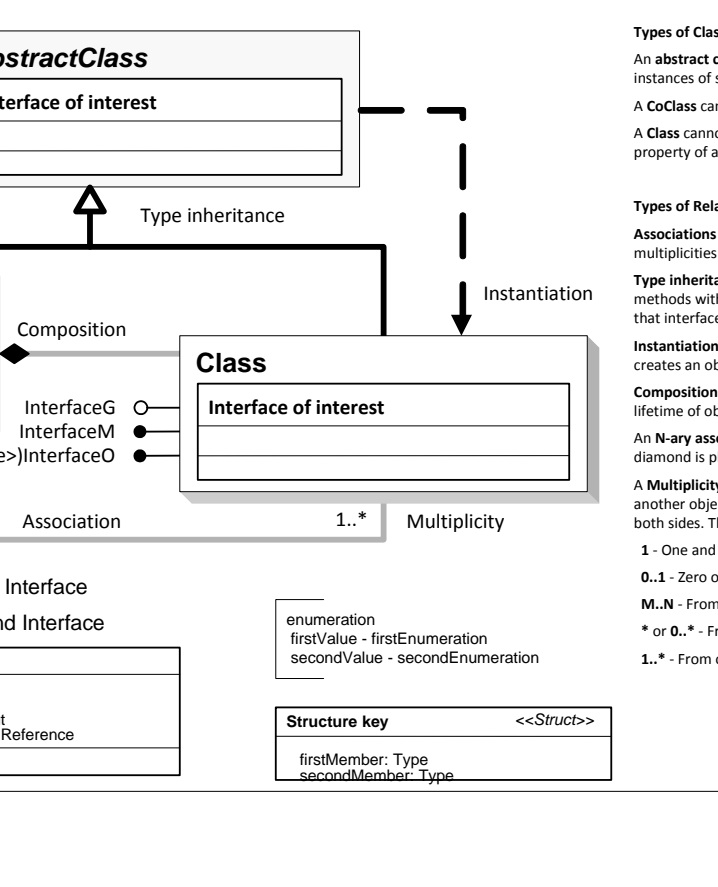 bstractClass
terface of interest
Type inheritance
Instantiation
Composition
Class
Interface of interest
InterfaceG
InterfaceM
e>)InterfaceO
Association
1..*
Multiplicity
Interface
nd Interface
t
Reference
enumeration
firstValue - firstEnumeration
secondValue - secondEnumeration
Structure key <<Struct>>
firstMember: Type
secondMember: Type
Types of Clas
An abstract c
instances of s
A CoClass can
A Class canno
property of a
Types of Rela
Associations
multiplicities
Type inherita
methods with
that interface
Instantiation
creates an ob
Composition
lifetime of ob
An N-ary asso
diamond is p
A Multiplicity
another obje
both sides. Th
1 - One and
0..1 - Zero o
M..N - From
* or 0..* - Fr
1..* - From o